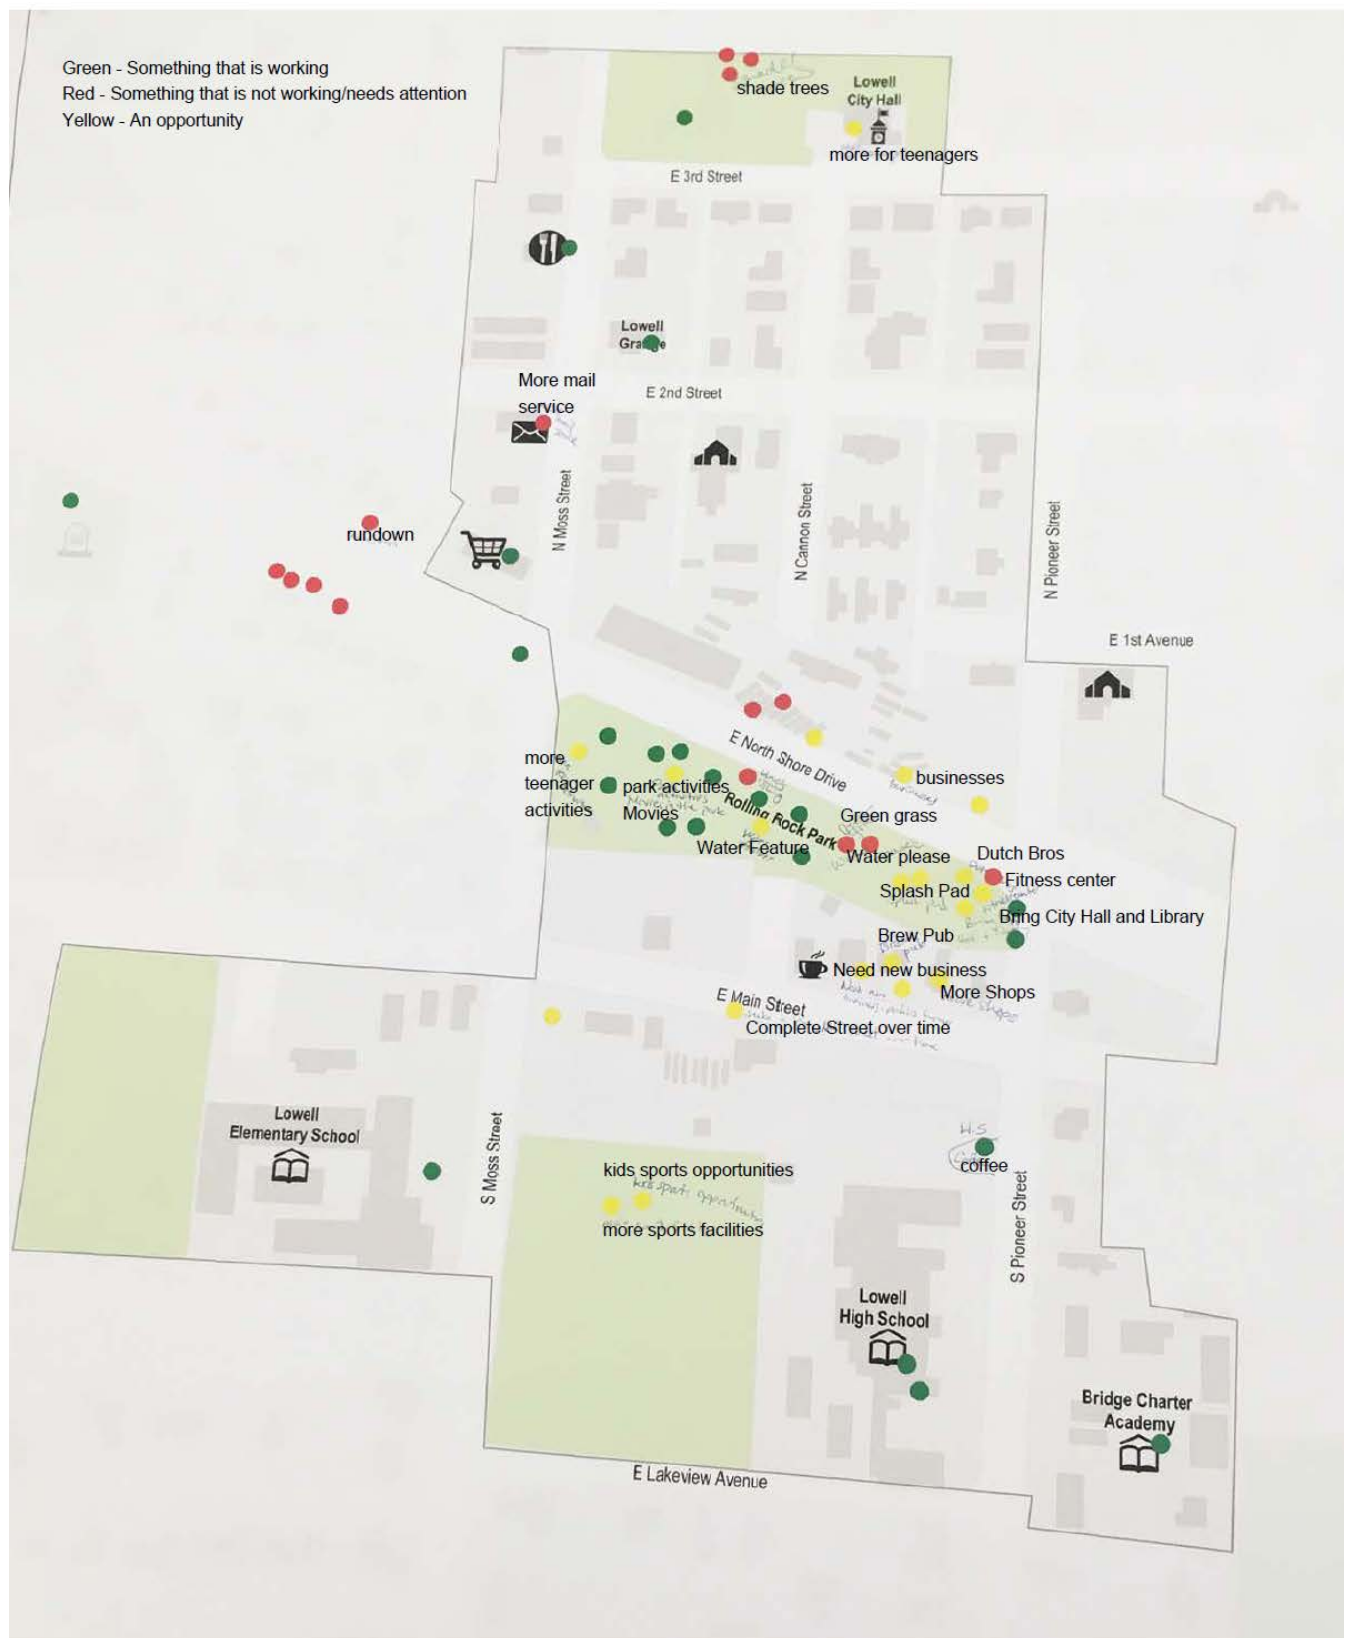 Green - Something that is working
Red - Something that is not working/needs attention
Yellow - An opportunity
shade trees
Lowell
City Hall
more for teenagers
E 3rd Street
Lowell
Grange
More mail
service
E 2nd Street
N Moss Street
N Cannon Street
N Pioneer Street
rundown
E 1st Avenue
E North Shore Drive
more
teenager
activities
park activities
Movies
Rolling Rock Park
businesses
businesses
Green grass
Water Feature
Water please
Dutch Bros
Fitness center
Splash Pad
Bring City Hall and Library
Brew Pub
Need new business
More Shops
E Main Street
Complete Street over time
Lowell
Elementary School
S Moss Street
kids sports opportunities
kids sports opportunities
more sports facilities
H.S
coffee
S Pioneer Street
Lowell
High School
Bridge Charter
Academy
E Lakeview Avenue